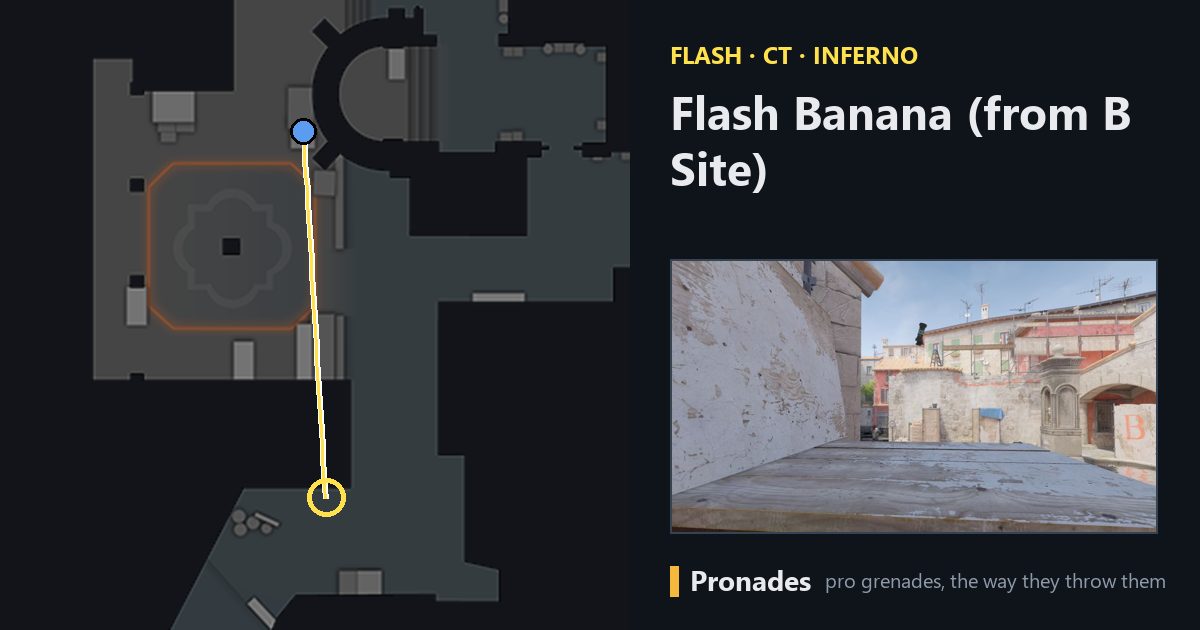 FLASH · CT · INFERNO
Flash Banana (from B
Site)
B
Pronades pro grenades, the way they throw them